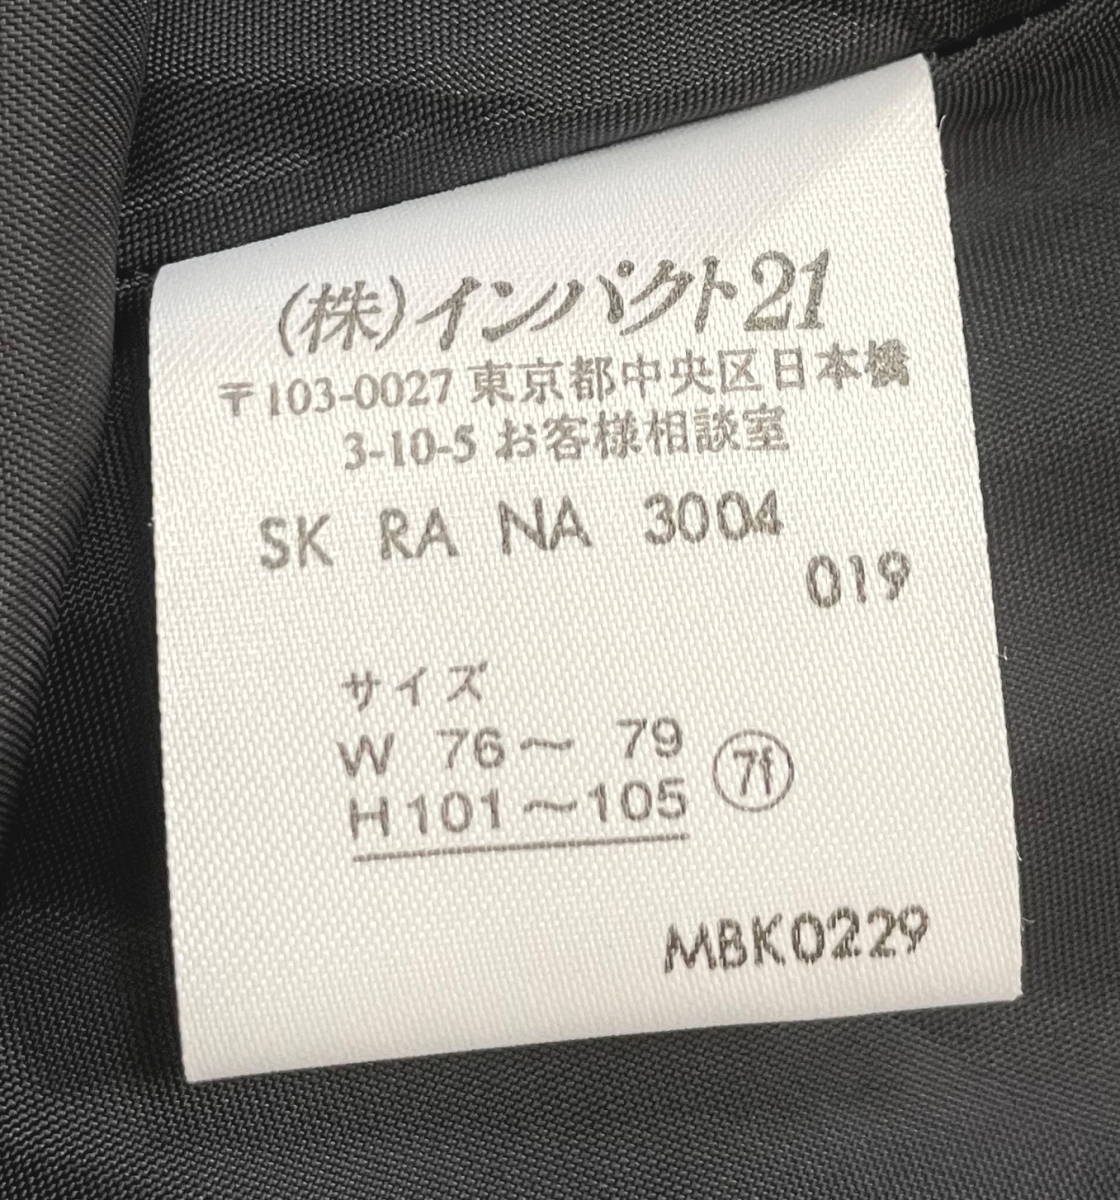 (株)インパクト21
〒103-0027 東京都中央区日本橋
3-10-5 お客様相談室
SK RA NA 3004
019
サイズ
W 76～ 79
H101～105
MBK0229